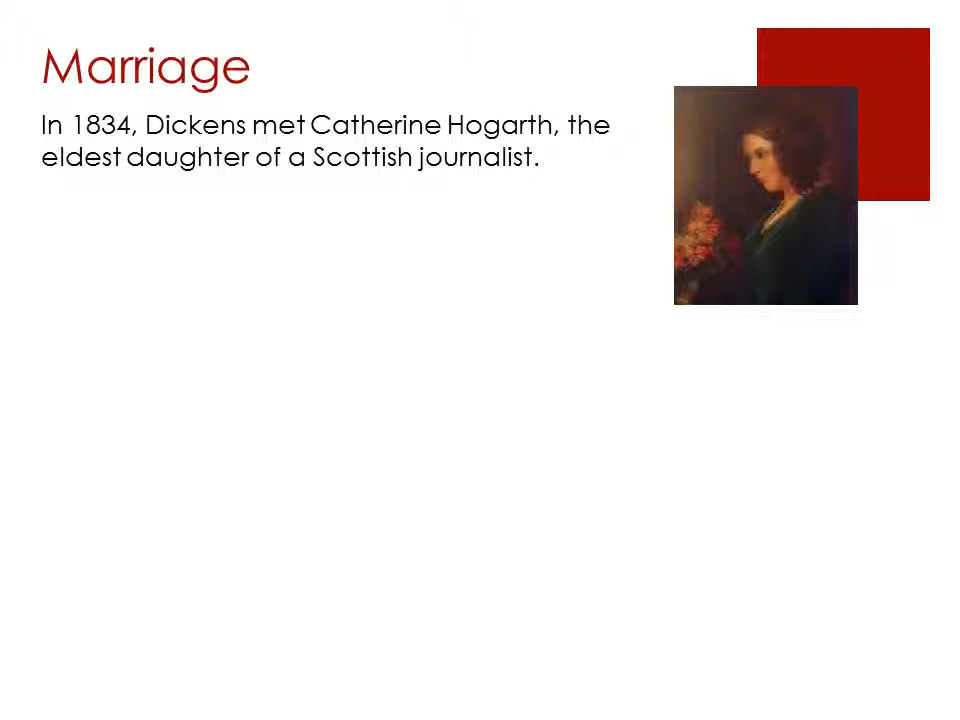 Marriage
In 1834, Dickens met Catherine Hogarth, the
eldest daughter of a Scottish journalist.